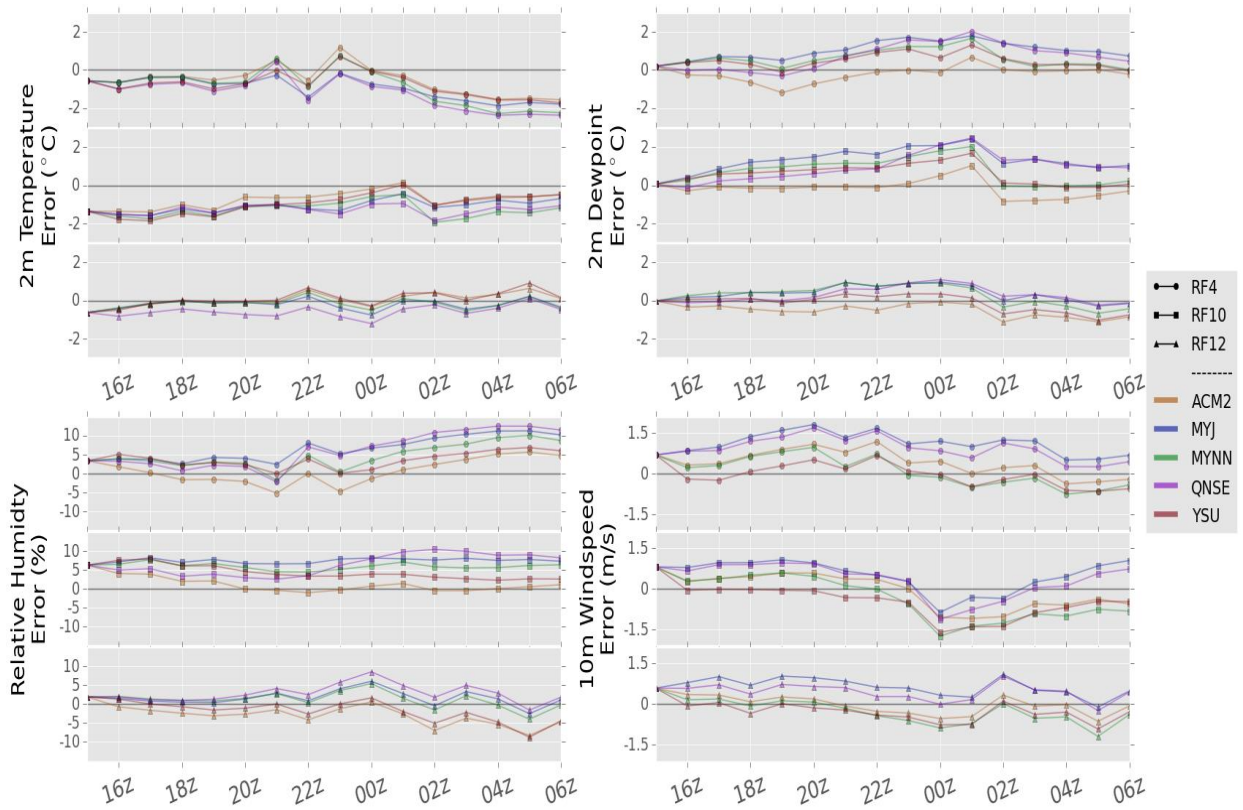 2m Temperature
Error (°C)
2
0
-2
2
0
-2
2
0
-2
16z 18z 20z 22z 00z 02z 04z 06z
2m Dewpoint
Error (°C)
2
0
-2
2
0
-2
2
0
-2
16z 18z 20z 22z 00z 02z 04z 06z
Relative Humidty
Error (%)
10
5
0
-5
-10
10
5
0
-5
-10
10
5
0
-5
-10
16z 18z 20z 22z 00z 02z 04z 06z
10m Windspeed
Error (m/s)
1.5
0
-1.5
1.5
0
-1.5
1.5
0
-1.5
16z 18z 20z 22z 00z 02z 04z 06z
RF4
RF10
RF12
--------
ACM2
MYJ
MYNN
QNSE
YSU